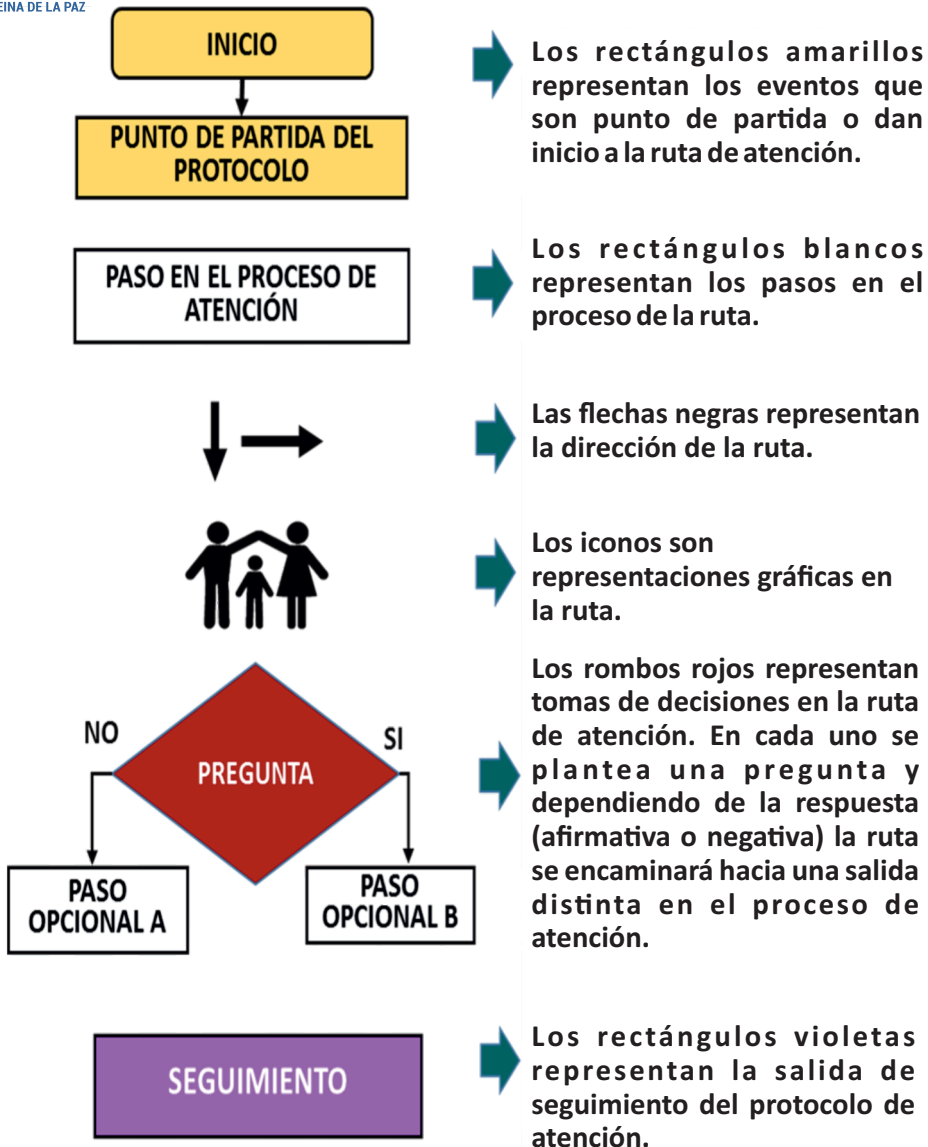 EINA DE LA PAZ
INICIO
PUNTO DE PARTIDA DEL
PROTOCOLO
Los rectángulos amarillos
representan los eventos que
son punto de partida o dan
inicio a la ruta de atención.
PASO EN EL PROCESO DE
ATENCIÓN
Los rectángulos blancos
representan los pasos en el
proceso de la ruta.
Las flechas negras representan
la dirección de la ruta.
Los iconos son
representaciones gráficas en
la ruta.
NO
SI
PREGUNTA
PASO
OPCIONAL A
PASO
OPCIONAL B
Los rombos rojos representan
tomas de decisiones en la ruta
de atención. En cada uno se
plantea una pregunta y
dependiendo de la respuesta
(afirmativa o negativa) la ruta
se encaminará hacia una salida
distinta en el proceso de
atención.
SEGUIMIENTO
Los rectángulos violetas
representan la salida de
seguimiento del protocolo de
atención.